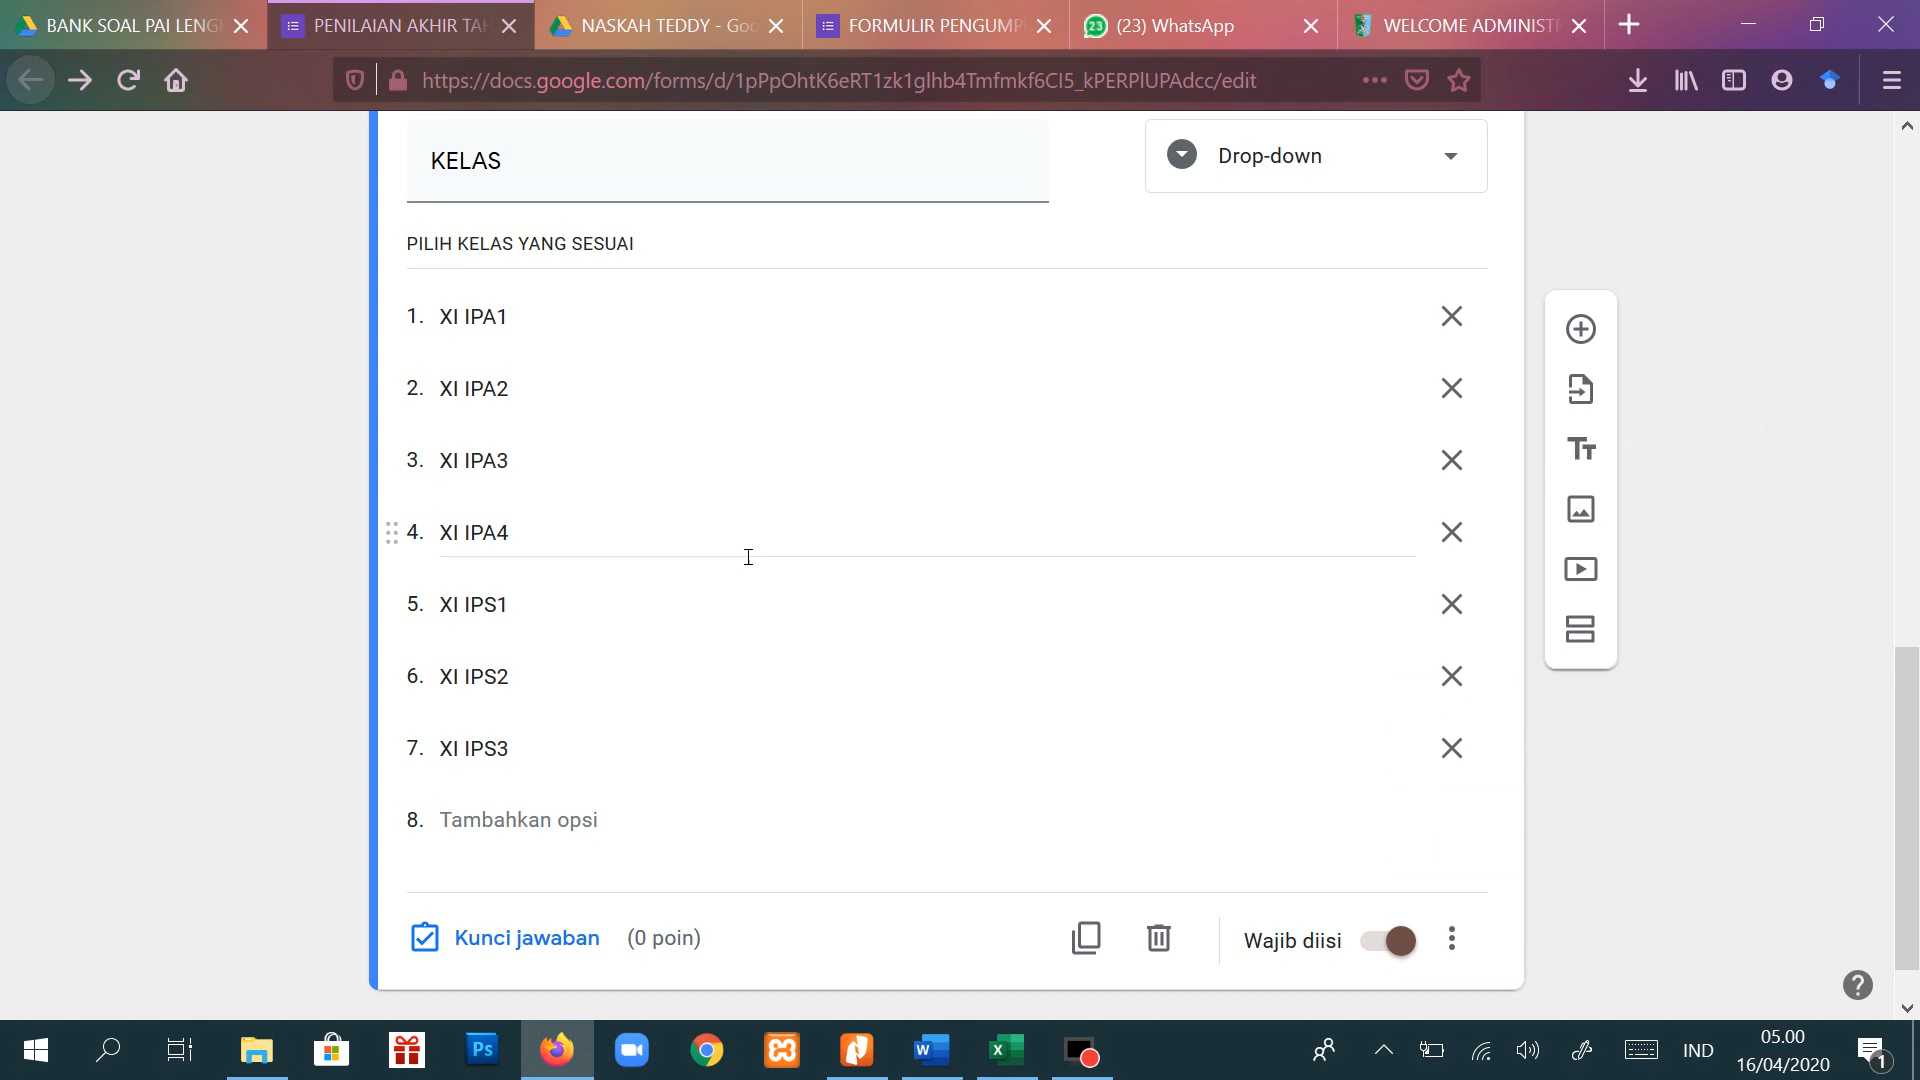 BANK SOAL PAI LENG
PENILAIAN AKHIR TAH
NASKAH TEDDY - Goo
FORMULIR PENGUMP
(23) WhatsApp
WELCOME ADMINISTR
https://docs.google.com/forms/d/1pPpOhtK6eRT1zk1glhb4Tmfmkf6CI5_kPERPlUPAdcc/edit
KELAS
Drop-down
PILIH KELAS YANG SESUAI
1. XI IPA1
2. XI IPA2
3. XI IPA3
4. XI IPA4
5. XI IPS1
6. XI IPS2
7. XI IPS3
8. Tambahkan opsi
Kunci jawaban (0 poin)
Wajib diisi
IND
05.00
16/04/2020
1